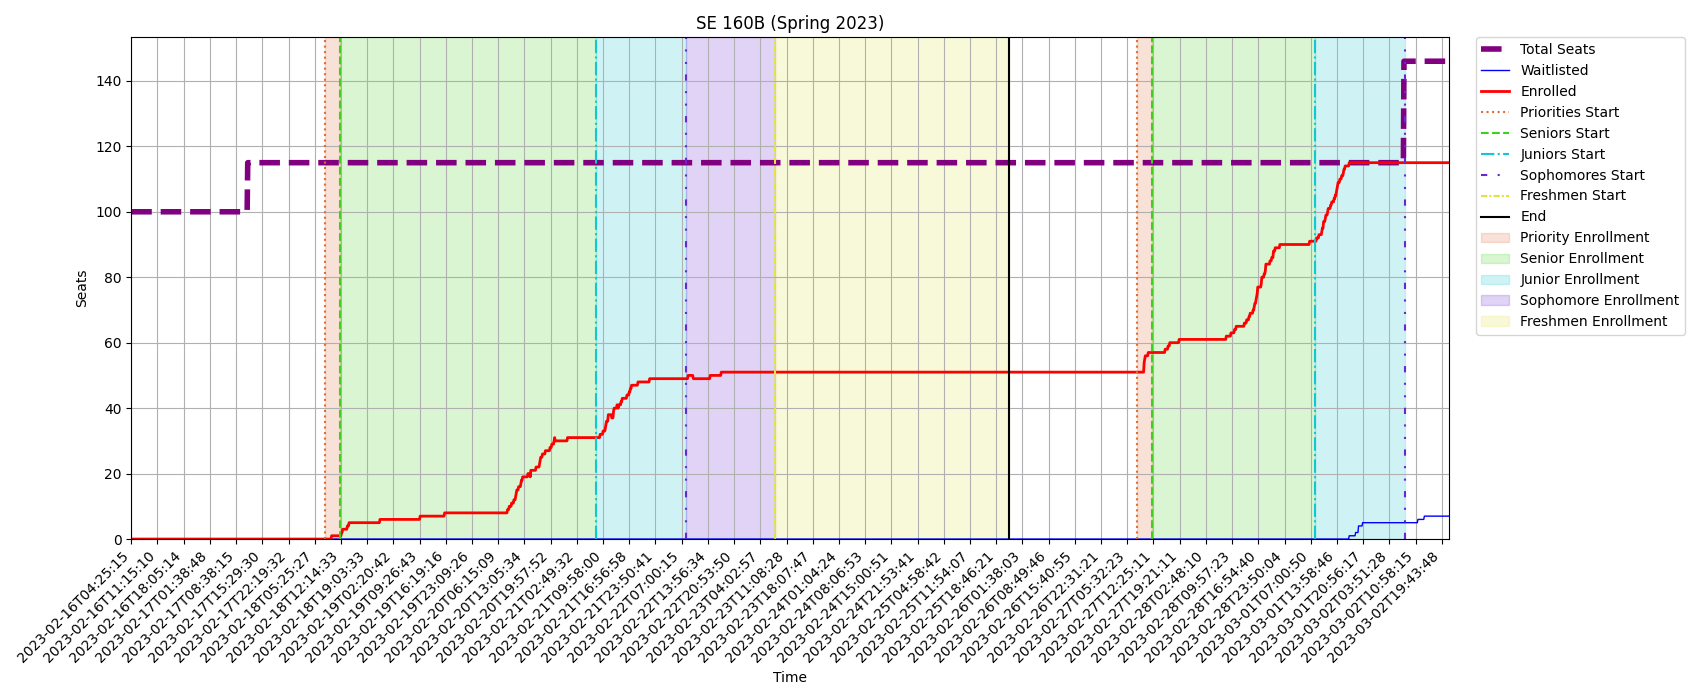 SE 160B (Spring 2023)
Seats
140
120
100
80
60
40
20
0
2023-02-16T04:25:15
2023-02-16T11:15:10
2023-02-16T18:05:14
2023-02-17T01:38:48
2023-02-17T08:38:15
2023-02-17T15:29:30
2023-02-17T22:19:32
2023-02-18T05:25:27
2023-02-18T12:14:33
2023-02-18T19:03:33
2023-02-19T02:20:42
2023-02-19T09:26:43
2023-02-19T16:19:16
2023-02-19T23:09:26
2023-02-20T06:15:09
2023-02-20T13:05:34
2023-02-20T19:57:52
2023-02-21T02:49:32
2023-02-21T09:58:00
2023-02-21T16:56:58
2023-02-21T23:50:41
2023-02-22T07:00:15
2023-02-22T13:56:34
2023-02-22T20:53:50
2023-02-23T04:02:57
2023-02-23T11:08:28
2023-02-23T18:07:47
2023-02-24T01:04:24
2023-02-24T08:06:53
2023-02-24T15:00:51
2023-02-24T21:53:41
2023-02-25T04:58:42
2023-02-25T11:54:07
2023-02-25T18:46:21
2023-02-26T01:38:03
2023-02-26T08:49:46
2023-02-26T15:40:55
2023-02-26T22:31:21
2023-02-27T05:32:23
2023-02-27T12:25:11
2023-02-27T19:21:11
2023-02-28T02:48:10
2023-02-28T09:57:23
2023-02-28T16:54:40
2023-02-28T23:50:04
2023-03-01T07:00:50
2023-03-01T13:58:46
2023-03-01T20:56:17
2023-03-02T03:51:28
2023-03-02T10:58:15
2023-03-02T19:43:48
Time
Total Seats
Waitlisted
Enrolled
Priorities Start
Seniors Start
Juniors Start
Sophomores Start
Freshmen Start
End
Priority Enrollment
Senior Enrollment
Junior Enrollment
Sophomore Enrollment
Freshmen Enrollment